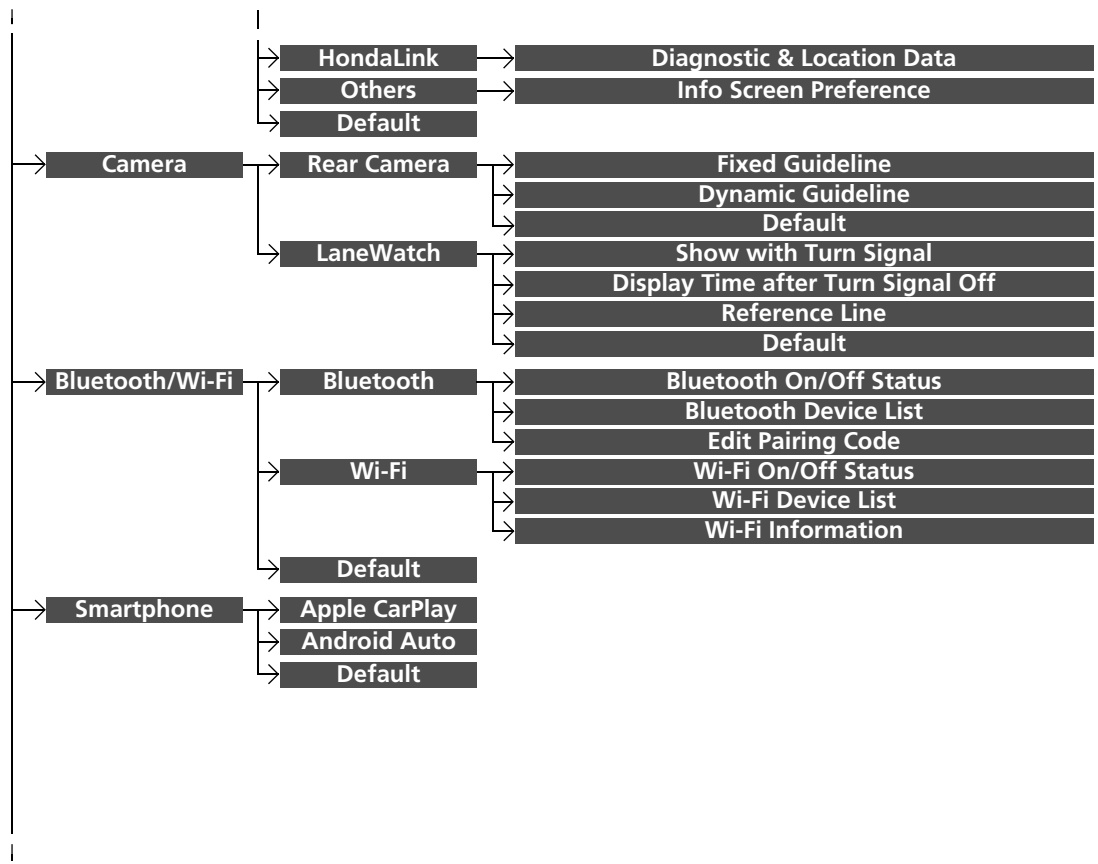 HondaLink Diagnostic & Location Data
Others Info Screen Preference
Default
Camera Rear Camera Fixed Guideline
Dynamic Guideline
Default
LaneWatch Show with Turn Signal
Display Time after Turn Signal Off
Reference Line
Default
Bluetooth/Wi-Fi Bluetooth Bluetooth On/Off Status
Bluetooth Device List
Edit Pairing Code
Wi-Fi Wi-Fi On/Off Status
Wi-Fi Device List
Wi-Fi Information
Default
Smartphone Apple CarPlay
Android Auto
Default